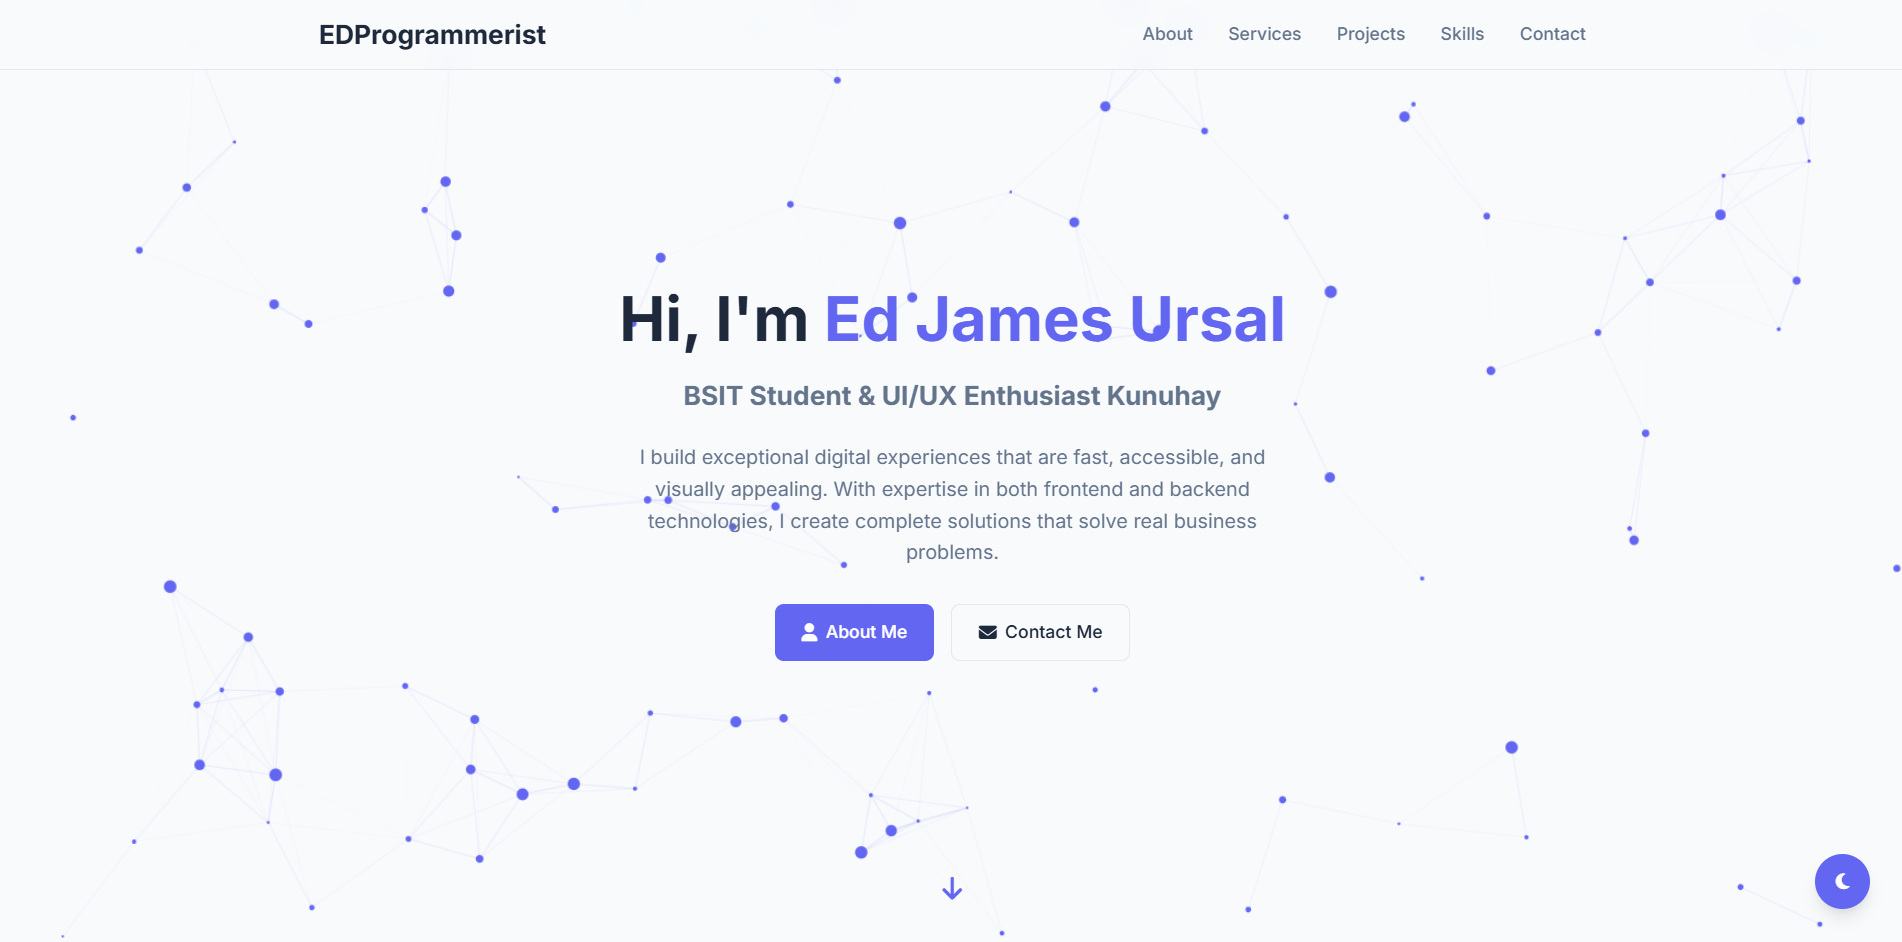 EDProgrammerist
About Services Projects Skills Contact
Hi, I'm Ed James Ursal
BSIT Student & UI/UX Enthusiast Kunuhay
I build exceptional digital experiences that are fast, accessible, and
visually appealing. With expertise in both frontend and backend
technologies, I create complete solutions that solve real business
problems.
About Me
Contact Me